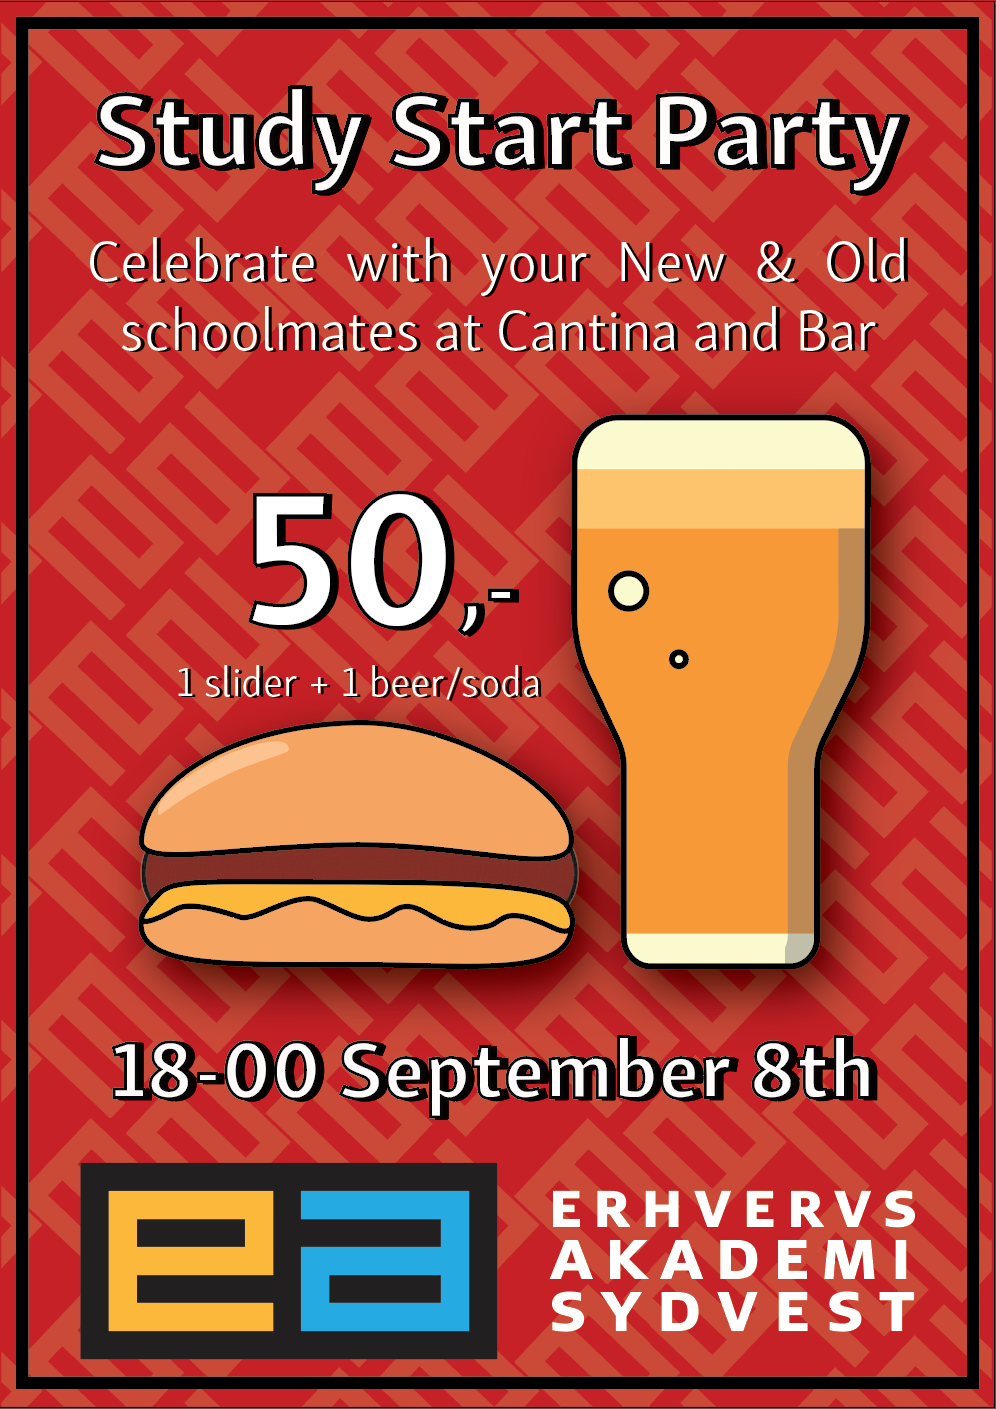 Study Start Party
Celebrate with your New & Old
schoolmates at Cantina and Bar
50,-
1 slider + 1 beer/soda
18-00 September 8th
ea
ERHVERVS
AKADEMI
SYDVEST